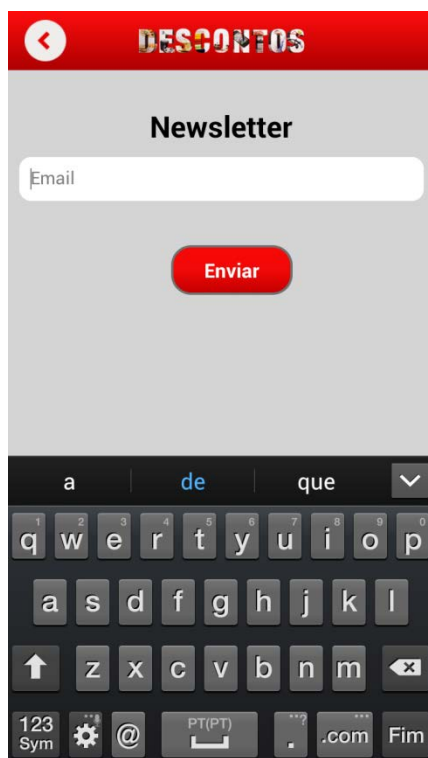 DESCONTOS
Newsletter
Email
Enviar
a de que
1 2 3 4 5 6 7 8 9 0
q w e r t y u i o p
a s d f g h j k l
z x c v b n m
123 Sym @ PT(PT) ...? . .com Fim